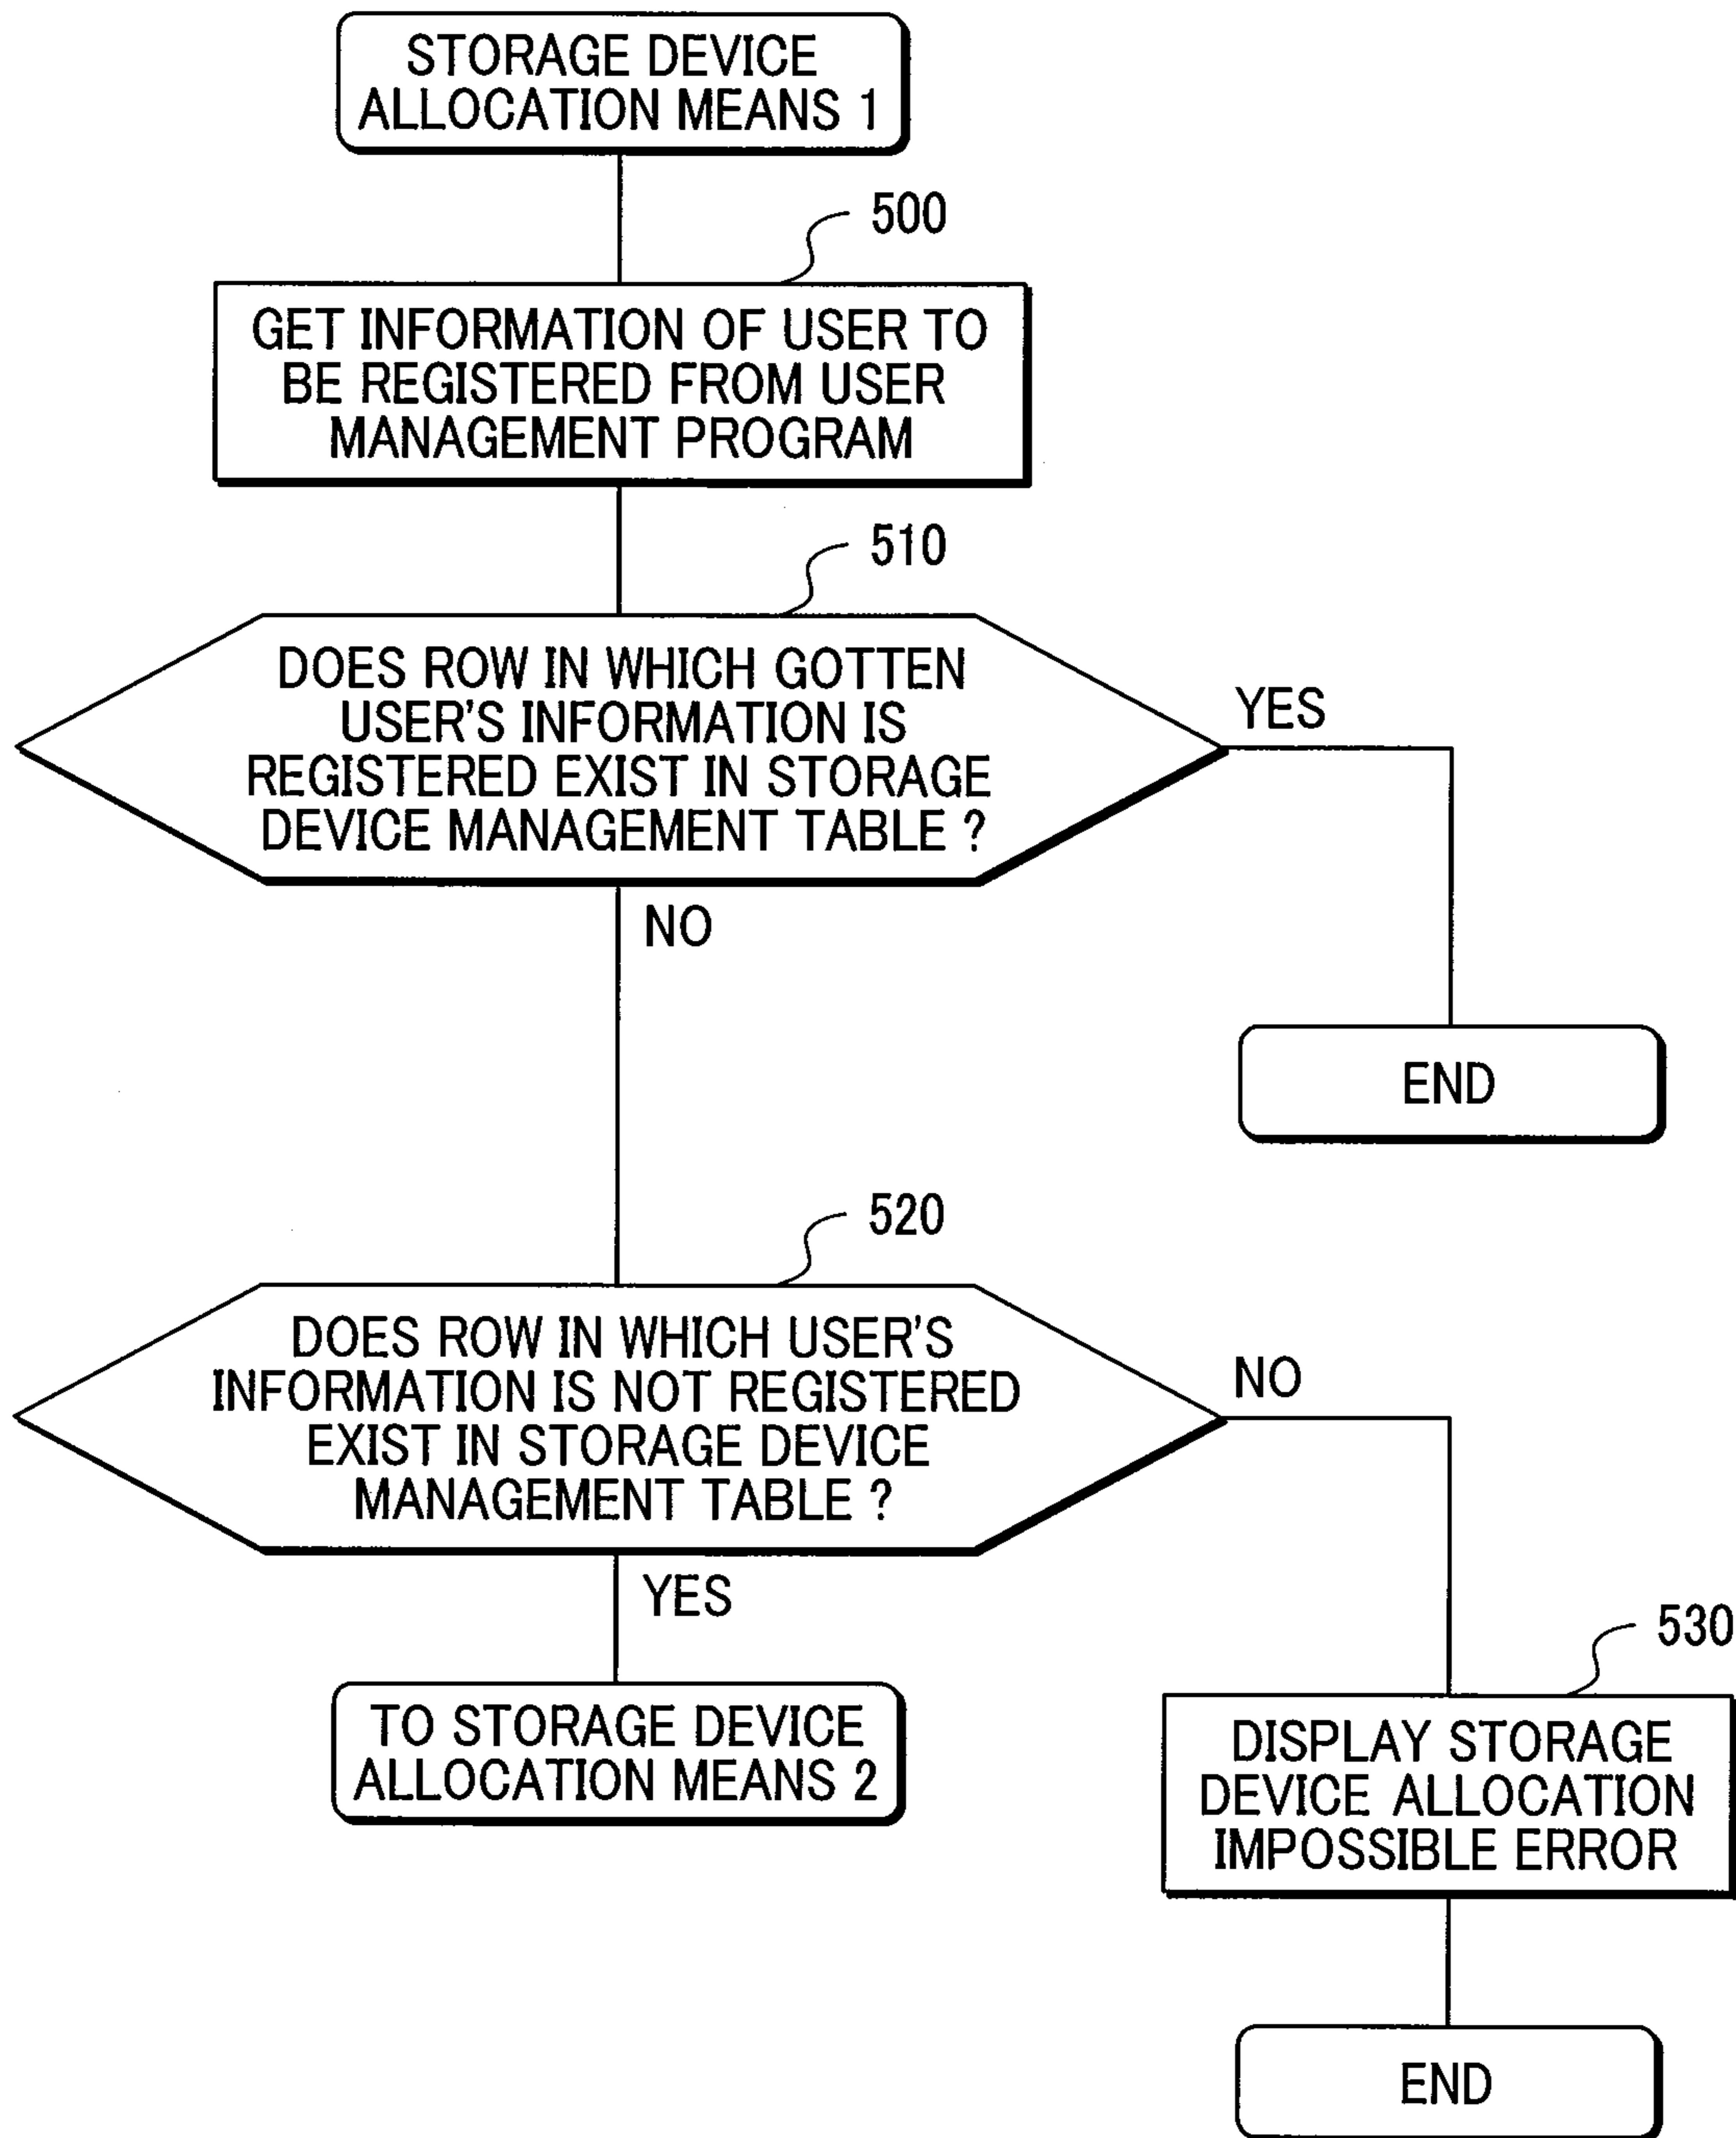 STORAGE DEVICE
ALLOCATION MEANS 1
500
GET INFORMATION OF USER TO
BE REGISTERED FROM USER
MANAGEMENT PROGRAM
510
DOES ROW IN WHICH GOTTEN
USER'S INFORMATION IS
REGISTERED EXIST IN STORAGE
DEVICE MANAGEMENT TABLE ?
YES
NO
END
520
DOES ROW IN WHICH USER'S
INFORMATION IS NOT REGISTERED
EXIST IN STORAGE DEVICE
MANAGEMENT TABLE ?
NO
YES
530
TO STORAGE DEVICE
ALLOCATION MEANS 2
DISPLAY STORAGE
DEVICE ALLOCATION
IMPOSSIBLE ERROR
END